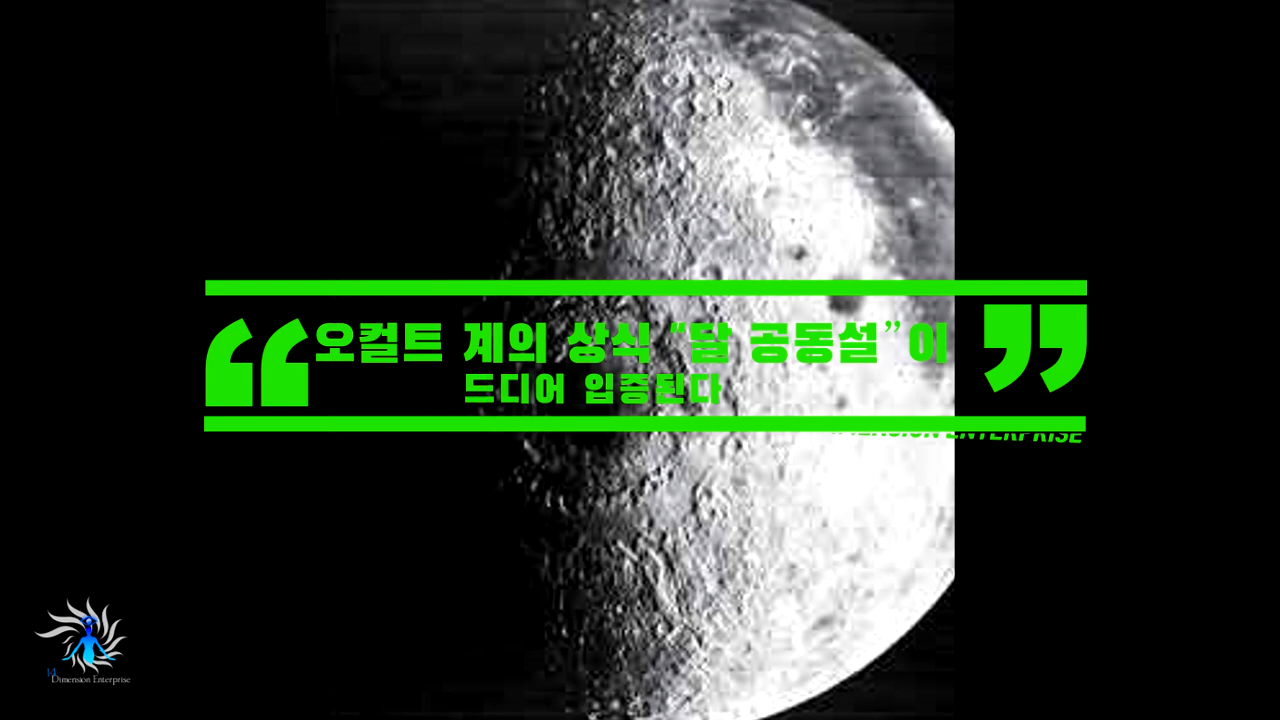 오컬트 계의 상식 “달 공동설”이
드디어 입증된다
ENTERPRISE
Dimension Enterprise